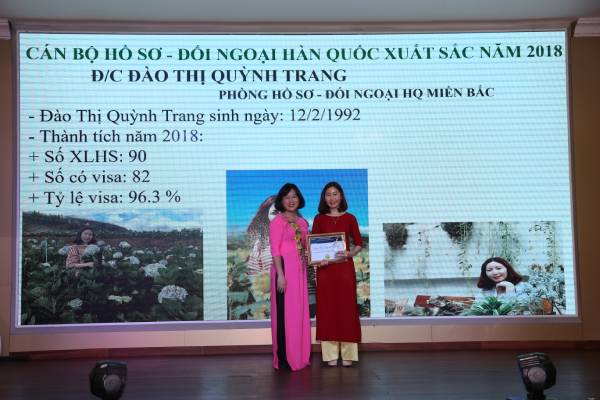 CÁN BỘ HỒ SƠ - ĐỐI NGOẠI HÀN QUỐC XUẤT SẮC NĂM 2018
Đ/C ĐÀO THỊ QUỲNH TRANG
PHÒNG HỒ SƠ - ĐỐI NGOẠI HQ MIỀN BẮC
- Đào Thị Quỳnh Trang sinh ngày: 12/2/1992
- Thành tích năm 2018:
+ Số XLHS: 90
+ Số có visa: 82
+ Tỷ lệ visa: 96.3 %